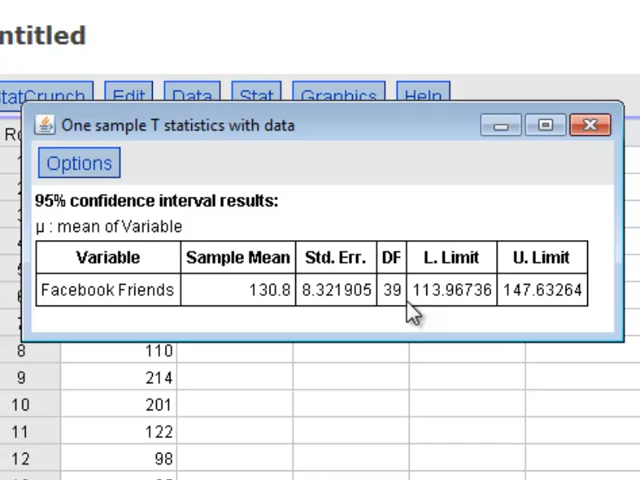 ntitled
StatCrunch Edit Data Stat Graphics Help
Ro
One sample T statistics with data
Options
95% confidence interval results:
μ : mean of Variable
Variable Sample Mean Std. Err. DF L. Limit U. Limit
Facebook Friends 130.8 8.321905 39 113.96736 147.63264
8 110
9 214
10 201
11 122
12 98